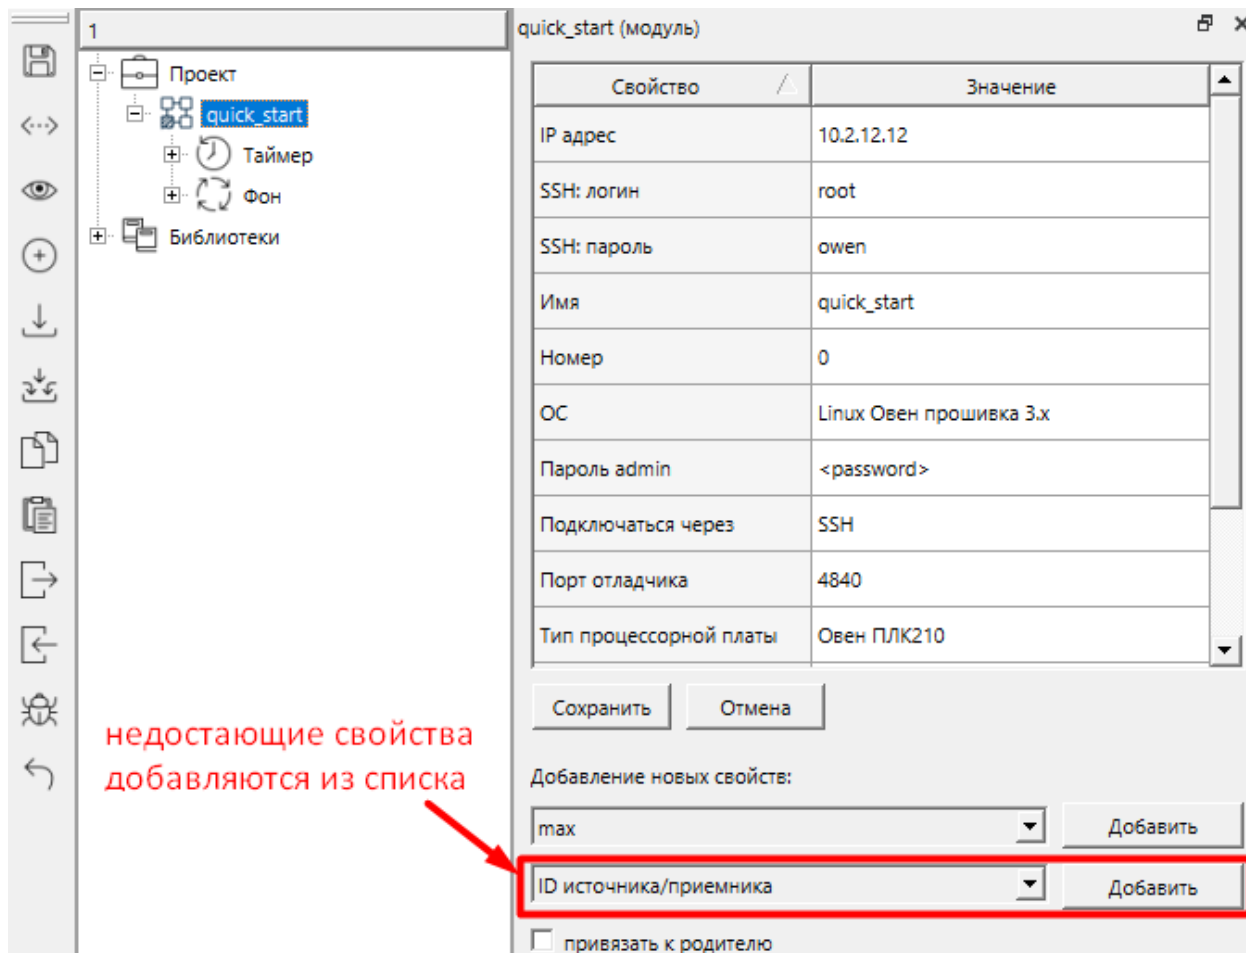 1
Проект
quick_start
Таймер
Фон
Библиотеки
quick_start (модуль)
Свойство Значение
IP адрес 10.2.12.12
SSH: логин root
SSH: пароль owen
Имя quick_start
Номер 0
ОС Linux Овен прошивка 3.x
Пароль admin <password>
Подключаться через SSH
Порт отладчика 4840
Тип процессорной платы Овен ПЛК210
Сохранить Отмена
недостающие свойства
добавляются из списка
Добавление новых свойств:
max Добавить
ID источника/приемника Добавить
привязать к родителю